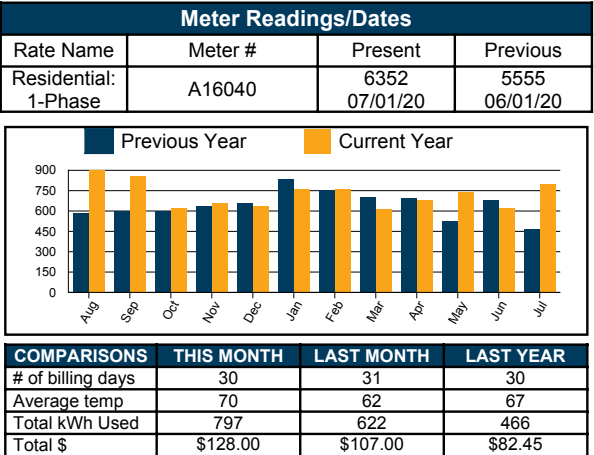 Meter Readings/Dates
Rate Name Meter # Present Previous
Residential: 1-Phase A16040 6352 07/01/20 5555 06/01/20
Previous Year Current Year
900
750
600
450
300
150
0
Aug Sep Oct Nov Dec Jan Feb Mar Apr May Jun Jul
COMPARISONS THIS MONTH LAST MONTH LAST YEAR
# of billing days 30 31 30
Average temp 70 62 67
Total kWh Used 797 622 466
Total $ $128.00 $107.00 $82.45